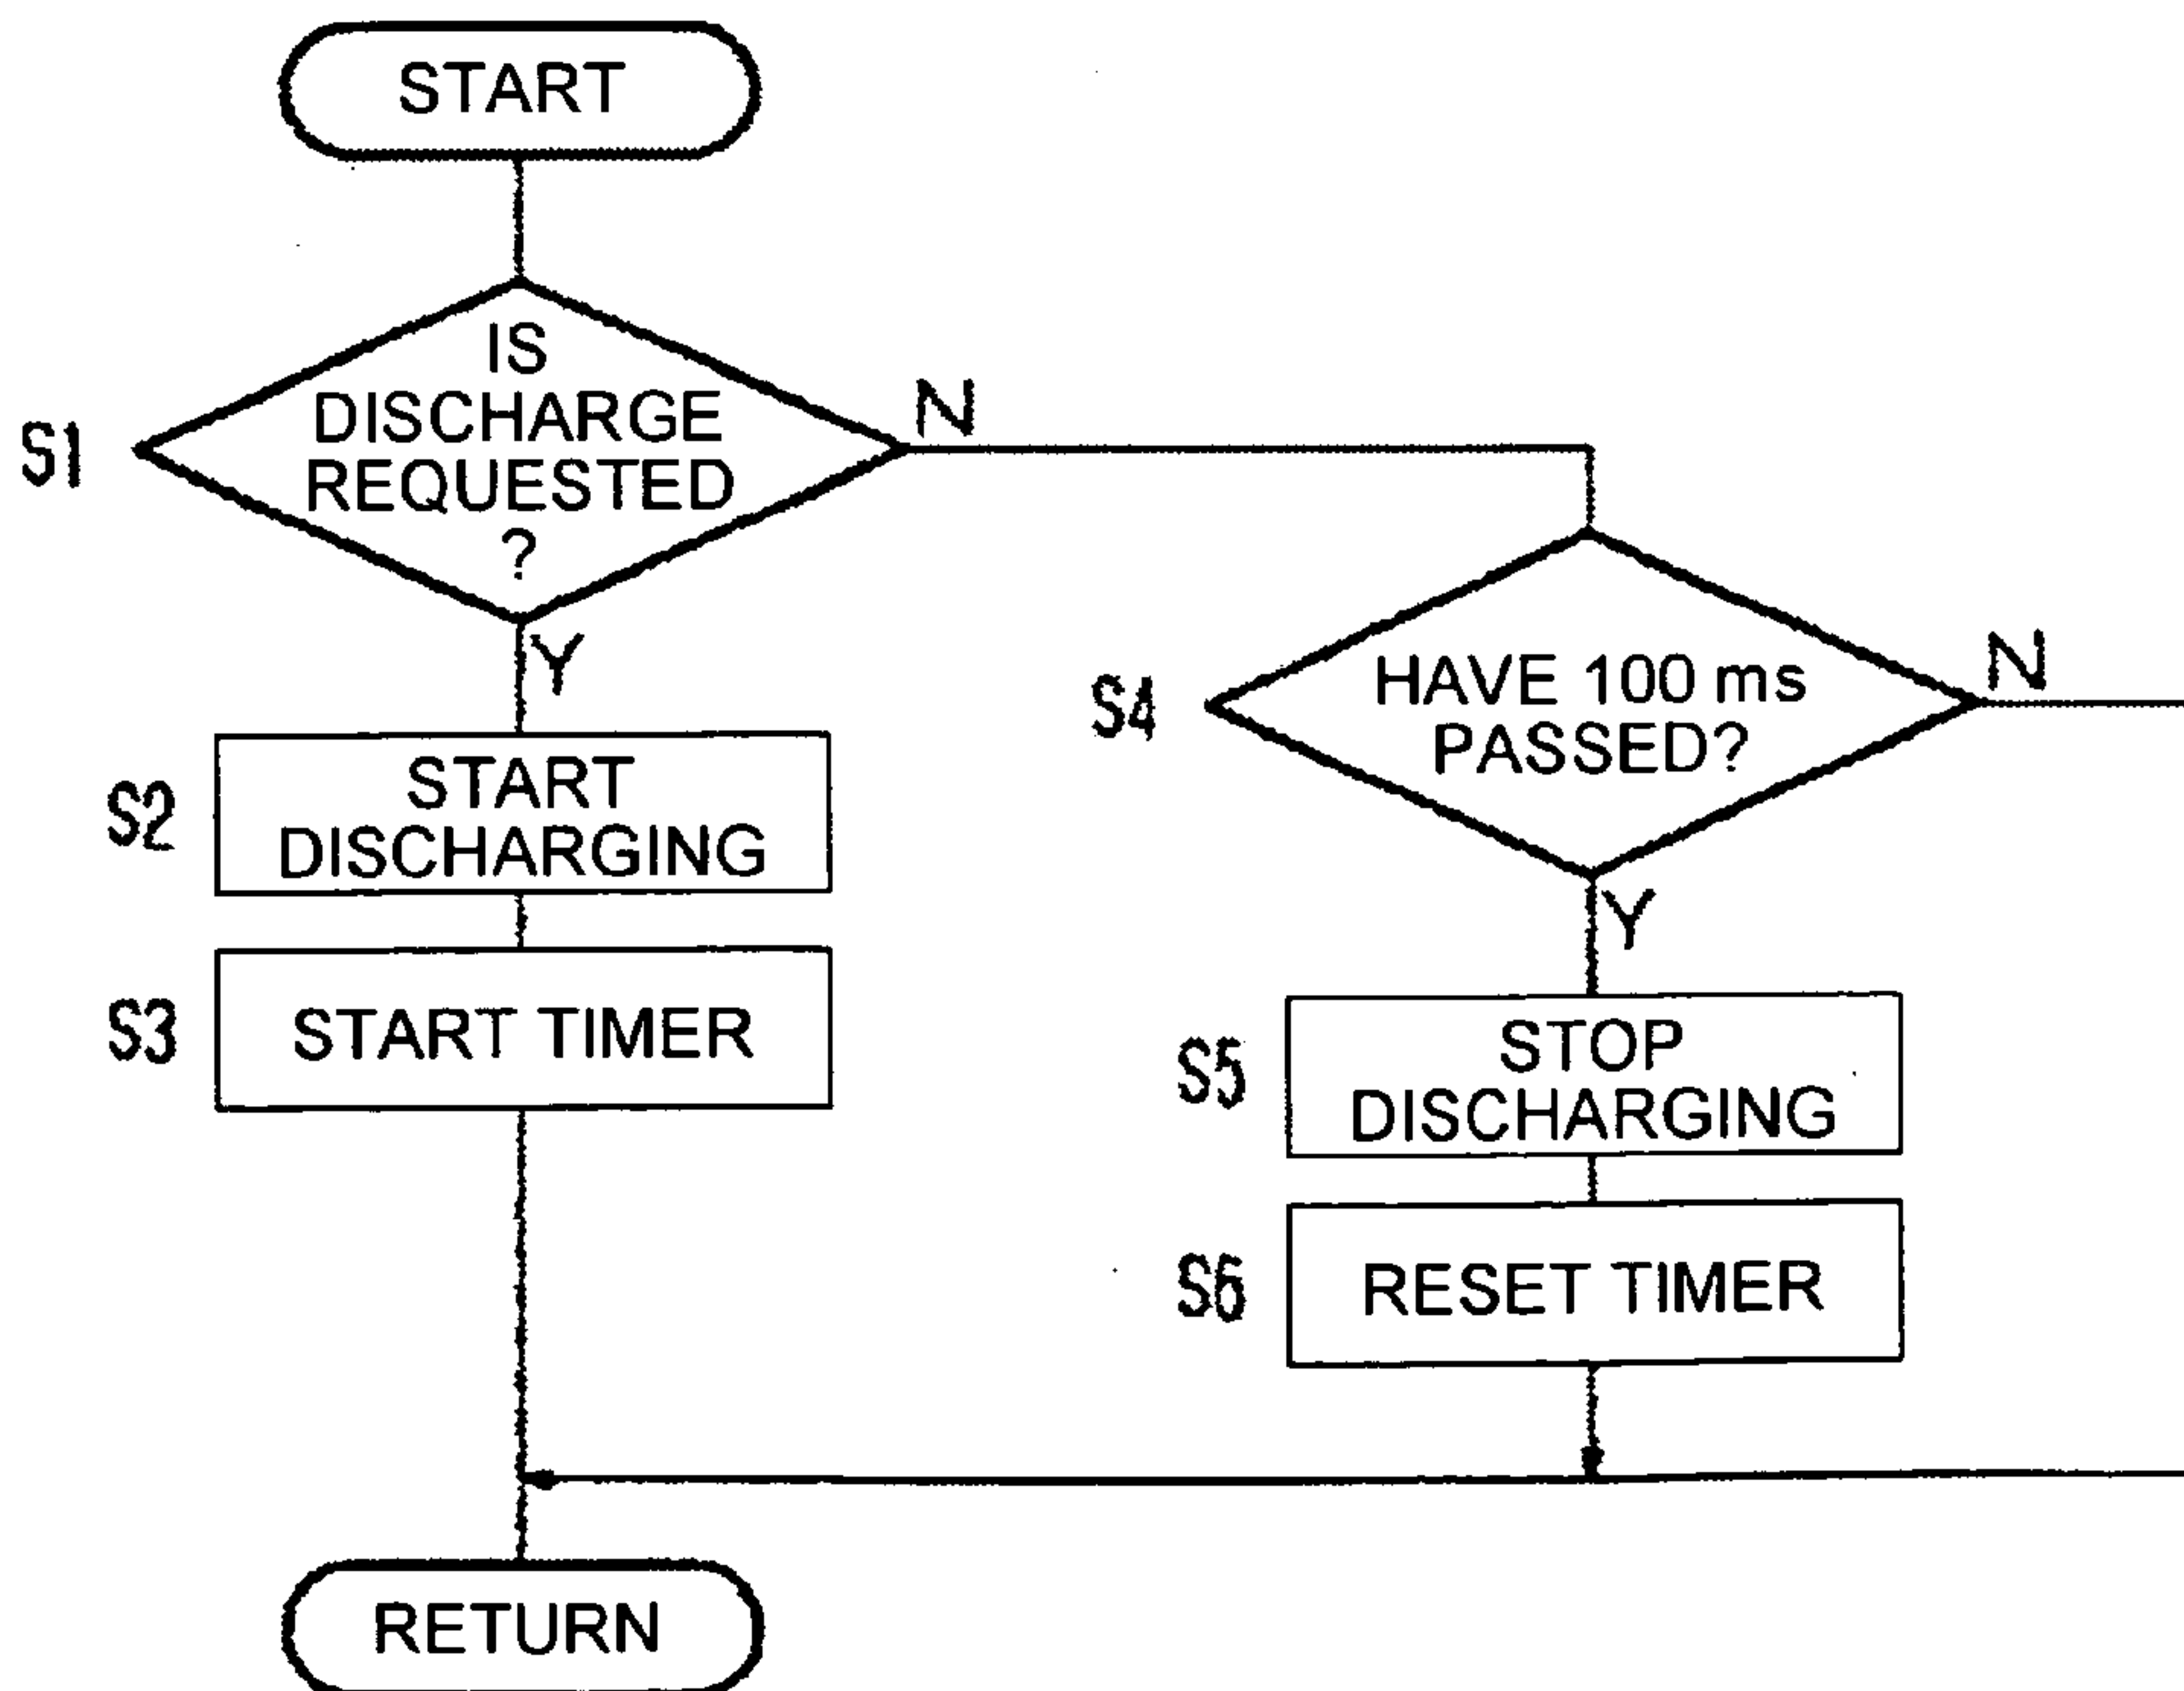 START
S1
IS
DISCHARGE
REQUESTED
?
N
Y
S2
START
DISCHARGING
S3
START TIMER
S4
HAVE 100 ms
PASSED?
N
Y
S5
STOP
DISCHARGING
S6
RESET TIMER
RETURN